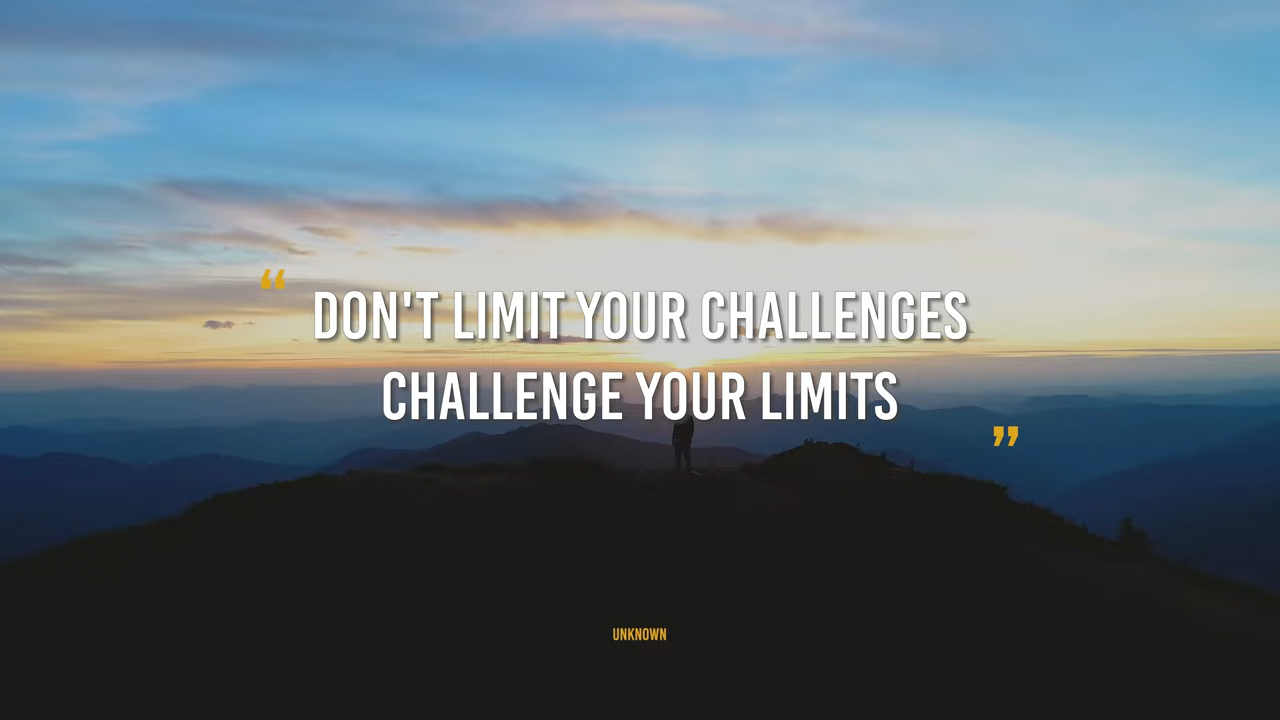 “
DON'T LIMIT YOUR CHALLENGES
CHALLENGE YOUR LIMITS
”
UNKNOWN